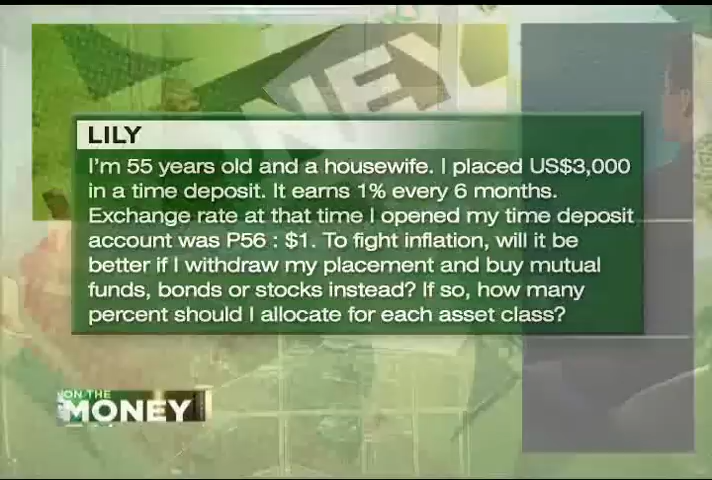 MONEY
LILY
I'm 55 years old and a housewife. I placed US$3,000
in a time deposit. It earns 1% every 6 months.
Exchange rate at that time I opened my time deposit
account was P56 : $1. To fight inflation, will it be
better if I withdraw my placement and buy mutual
funds, bonds or stocks instead? If so, how many
percent should I allocate for each asset class?
ON THE
MONEY